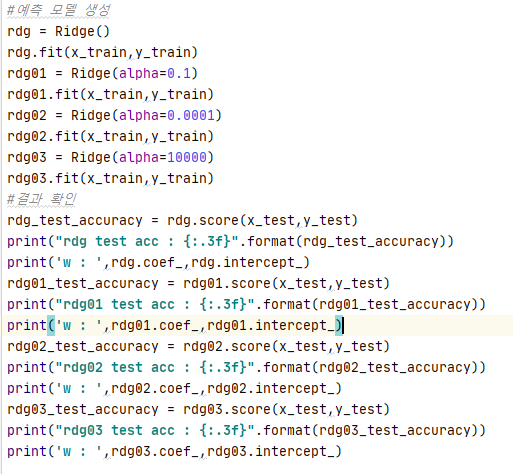 #예측 모델 생성
rdg = Ridge()
rdg.fit(x_train,y_train)
rdg01 = Ridge(alpha=0.1)
rdg01.fit(x_train,y_train)
rdg02 = Ridge(alpha=0.0001)
rdg02.fit(x_train,y_train)
rdg03 = Ridge(alpha=10000)
rdg03.fit(x_train,y_train)
#결과 확인
rdg_test_accuracy = rdg.score(x_test,y_test)
print("rdg test acc : {:.3f}".format(rdg_test_accuracy))
print('w : ',rdg.coef_,rdg.intercept_)
rdg01_test_accuracy = rdg01.score(x_test,y_test)
print("rdg01 test acc : {:.3f}".format(rdg01_test_accuracy))
print('w : ',rdg01.coef_,rdg01.intercept_)
rdg02_test_accuracy = rdg02.score(x_test,y_test)
print("rdg02 test acc : {:.3f}".format(rdg02_test_accuracy))
print('w : ',rdg02.coef_,rdg02.intercept_)
rdg03_test_accuracy = rdg03.score(x_test,y_test)
print("rdg03 test acc : {:.3f}".format(rdg03_test_accuracy))
print('w : ',rdg03.coef_,rdg03.intercept_)